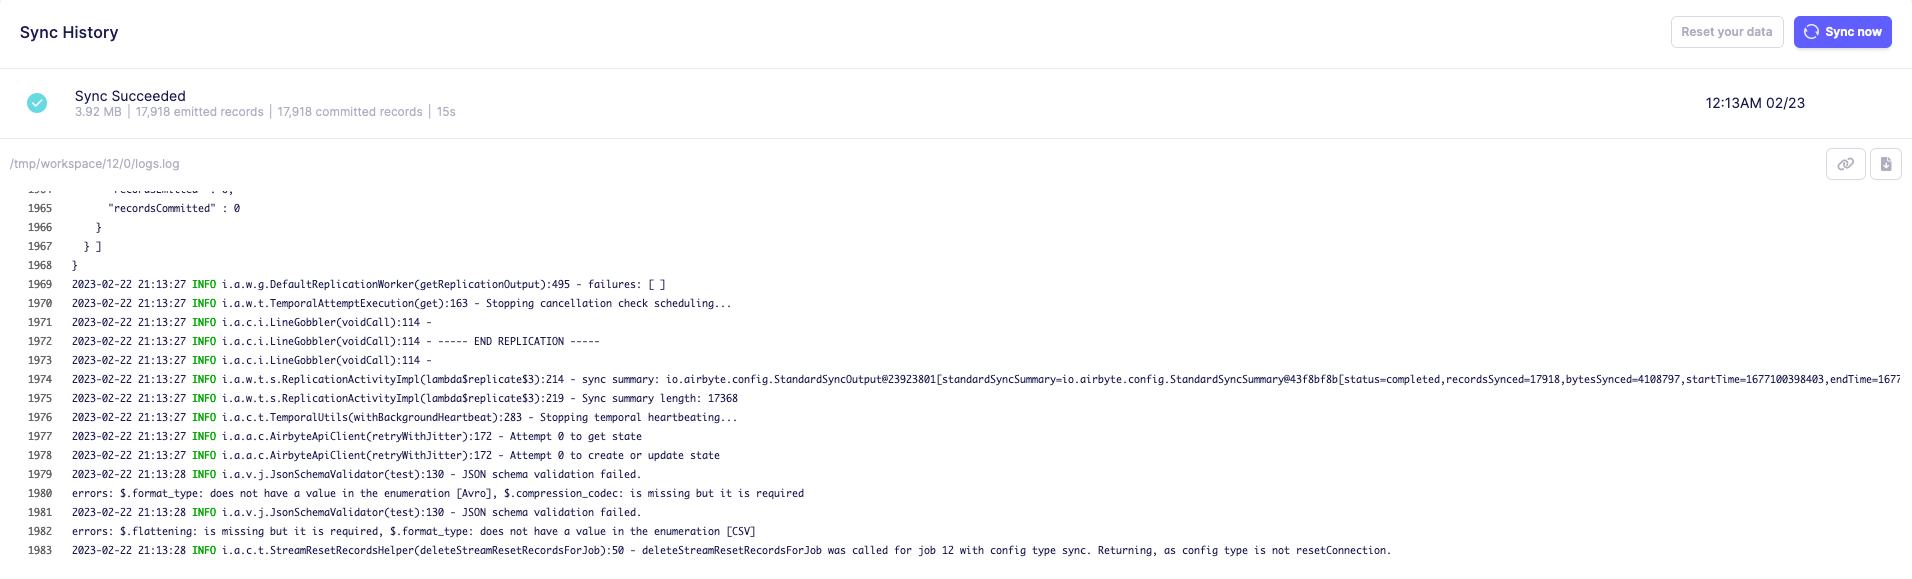 Sync History
Reset your data
Sync now
Sync Succeeded
3.92 MB | 17,918 emitted records | 17,918 committed records | 15s
12:13AM 02/23
/tmp/workspace/12/0/logs.log
1965 "recordsCommitted" : 0
1966 }
1967 } ]
1968 }
1969 2023-02-22 21:13:27 INFO i.a.w.g.DefaultReplicationWorker(getReplicationOutput):495 - failures: [ ]
1970 2023-02-22 21:13:27 INFO i.a.w.t.TemporalAttemptExecution(get):163 - Stopping cancellation check scheduling...
1971 2023-02-22 21:13:27 INFO i.a.c.i.LineGobbler(voidCall):114 -
1972 2023-02-22 21:13:27 INFO i.a.c.i.LineGobbler(voidCall):114 - ----- END REPLICATION -----
1973 2023-02-22 21:13:27 INFO i.a.c.i.LineGobbler(voidCall):114 -
1974 2023-02-22 21:13:27 INFO i.a.w.t.s.ReplicationActivityImpl(lambda$replicate$3):214 - sync summary: io.airbyte.config.StandardSyncOutput@23923801[standardSyncSummary=io.airbyte.config.StandardSyncSummary@43f8bf8b[status=completed,recordsSynced=17918,bytesSynced=4108797,startTime=1677100398403,endTime=1677
1975 2023-02-22 21:13:27 INFO i.a.w.t.s.ReplicationActivityImpl(lambda$replicate$3):219 - Sync summary length: 17368
1976 2023-02-22 21:13:27 INFO i.a.c.t.TemporalUtils(withBackgroundHeartbeat):283 - Stopping temporal heartbeating...
1977 2023-02-22 21:13:27 INFO i.a.a.c.AirbyteApiClient(retryWithJitter):172 - Attempt 0 to get state
1978 2023-02-22 21:13:27 INFO i.a.a.c.AirbyteApiClient(retryWithJitter):172 - Attempt 0 to create or update state
1979 2023-02-22 21:13:28 INFO i.a.v.j.JsonSchemaValidator(test):130 - JSON schema validation failed.
1980 errors: $.format_type: does not have a value in the enumeration [Avro], $.compression_codec: is missing but it is required
1981 2023-02-22 21:13:28 INFO i.a.v.j.JsonSchemaValidator(test):130 - JSON schema validation failed.
1982 errors: $.flattening: is missing but it is required, $.format_type: does not have a value in the enumeration [CSV]
1983 2023-02-22 21:13:28 INFO i.a.c.t.StreamResetRecordsHelper(deleteStreamResetRecordsForJob):50 - deleteStreamResetRecordsForJob was called for job 12 with config type sync. Returning, as config type is not resetConnection.